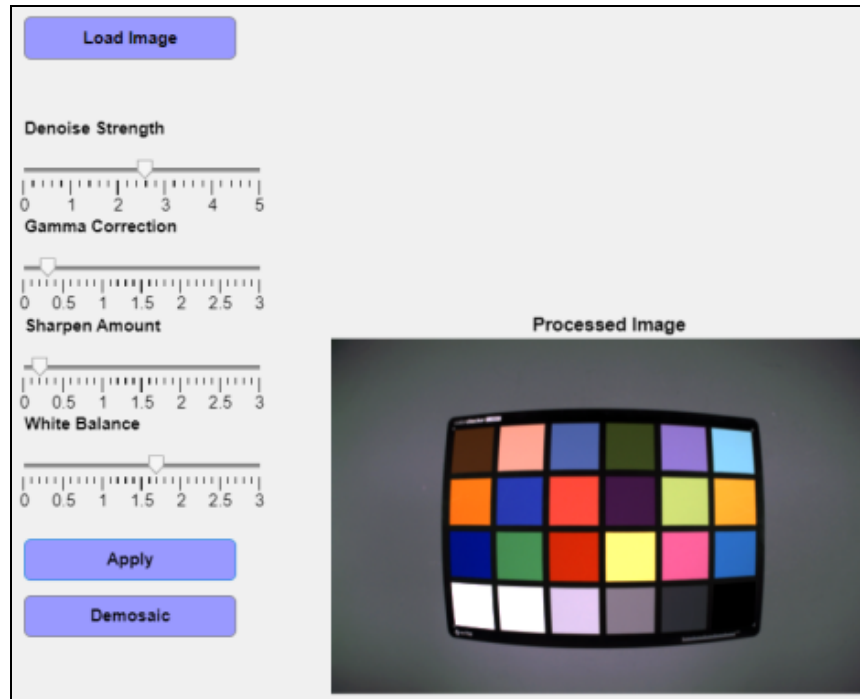 Load Image
Denoise Strength
0 1 2 3 4 5
Gamma Correction
0 0.5 1 1.5 2 2.5 3
Sharpen Amount
0 0.5 1 1.5 2 2.5 3
White Balance
0 0.5 1 1.5 2 2.5 3
Apply
Demosaic
Processed Image